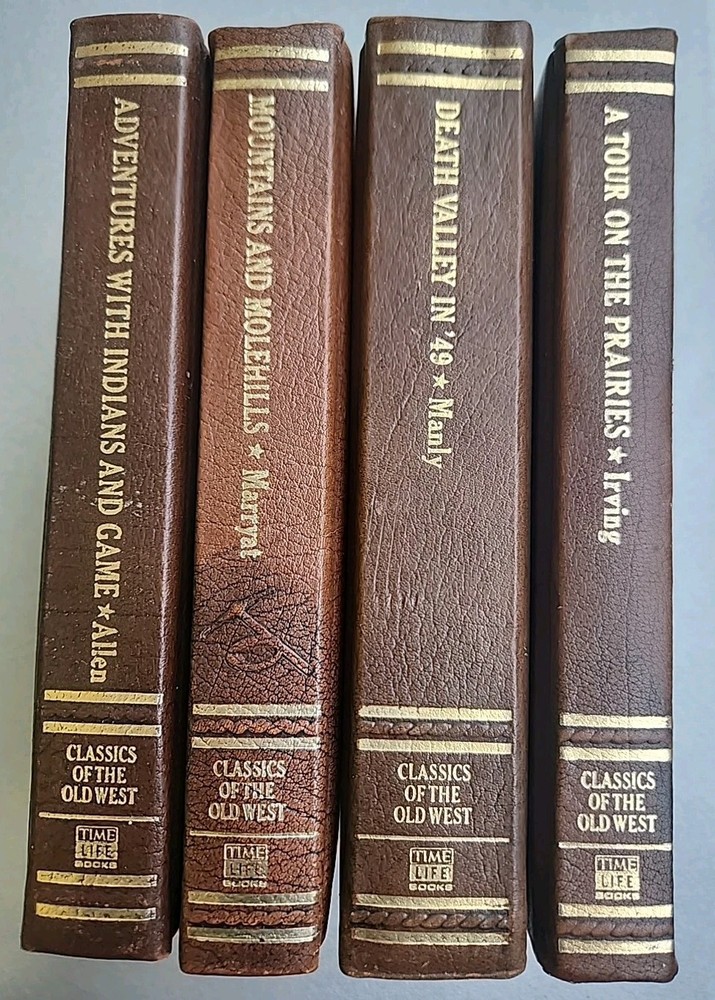 ADVENTURES WITH INDIANS AND GAME ★ Allen
CLASSICS
OF THE
OLD WEST
TIME
LIFE
BOOKS
MOUNTAINS AND MOLEHILLS ★ Marryat
CLASSICS
OF THE
OLD WEST
TIME
LIFE
BOOKS
DEATH VALLEY IN '49 ★ Manly
CLASSICS
OF THE
OLD WEST
TIME
LIFE
BOOKS
A TOUR ON THE PRAIRIES ★ Irving
CLASSICS
OF THE
OLD WEST
TIME
LIFE
BOOKS